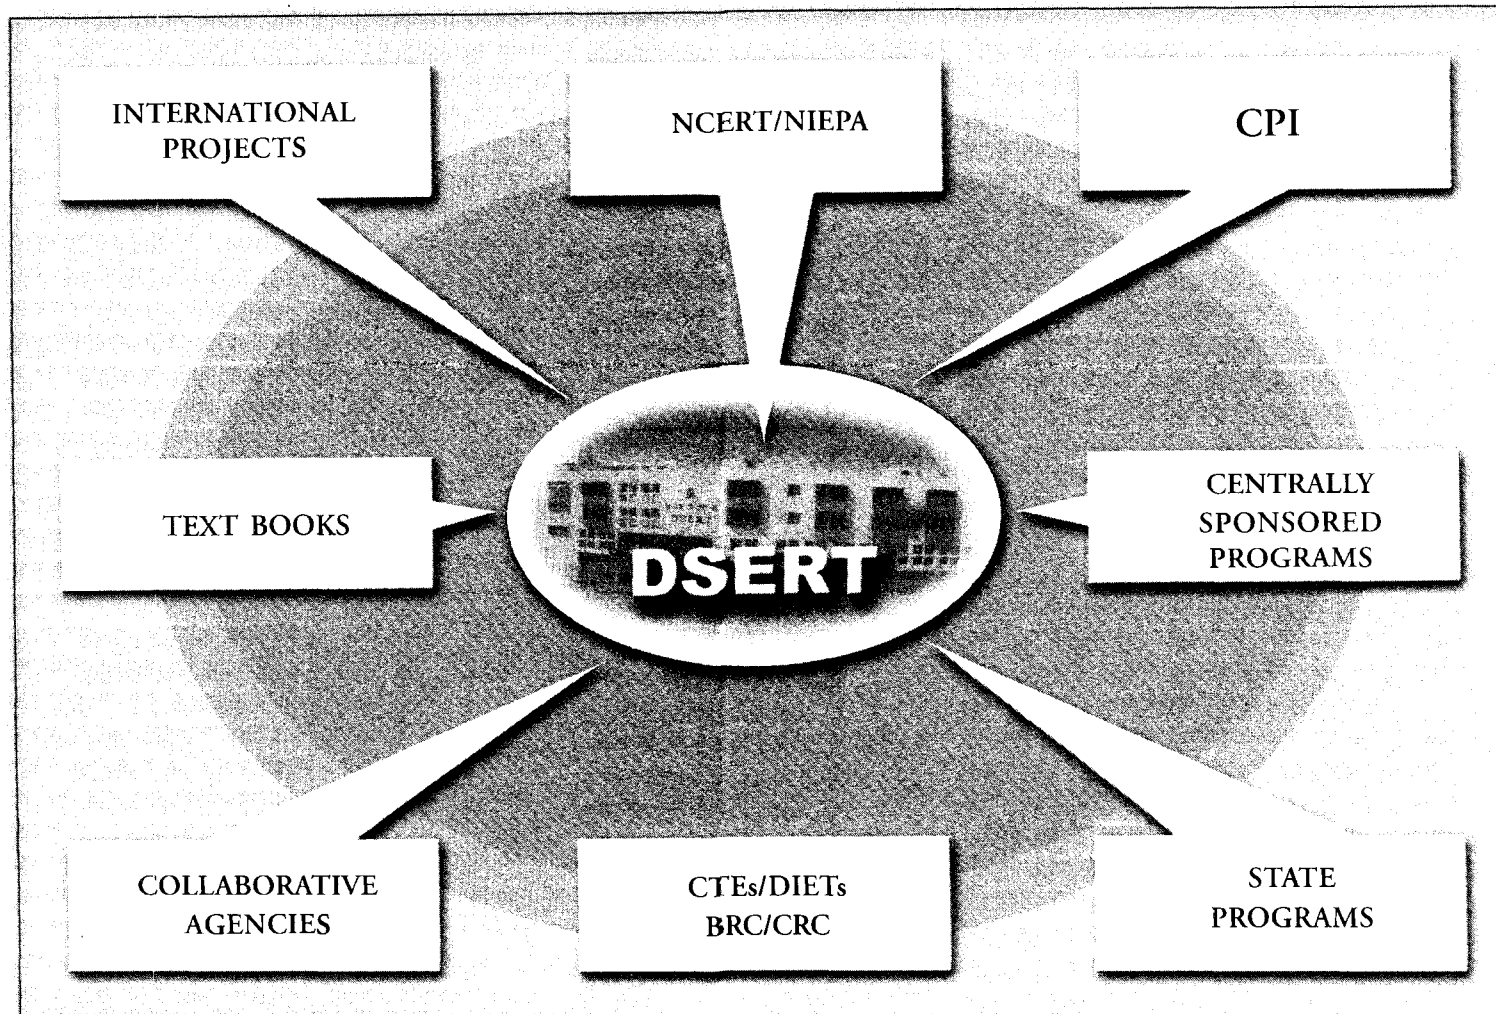 INTERNATIONAL
PROJECTS
NCERT/NIEPA
CPI
TEXT BOOKS
DSERT
CENTRALLY
SPONSORED
PROGRAMS
COLLABORATIVE
AGENCIES
CTEs/DIETs
BRC/CRC
STATE
PROGRAMS